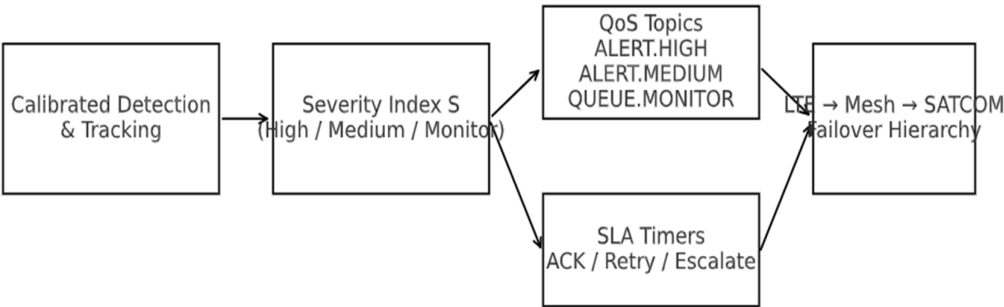 Calibrated Detection
& Tracking
Severity Index S
(High / Medium / Monitor)
QoS Topics
ALERT.HIGH
ALERT.MEDIUM
QUEUE.MONITOR
SLA Timers
ACK / Retry / Escalate
LTE → Mesh → SATCOM
Failover Hierarchy